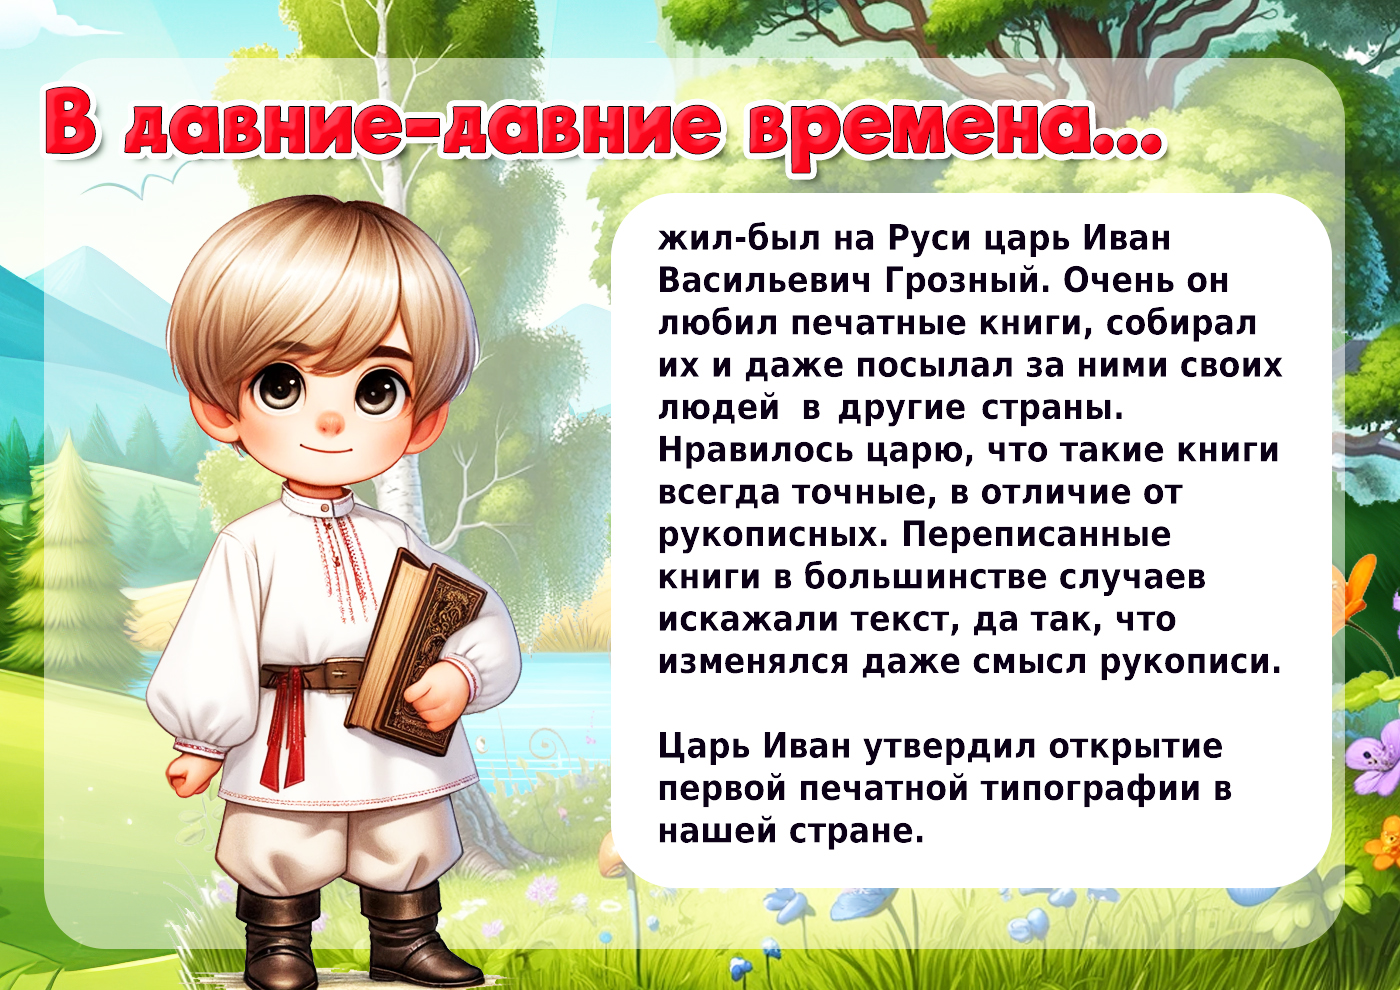 В давние-давние времена...
жил-был на Руси царь Иван
Васильевич Грозный. Очень он
любил печатные книги, собирал
их и даже посылал за ними своих
людей в другие страны.
Нравилось царю, что такие книги
всегда точные, в отличие от
рукописных. Переписанные
книги в большинстве случаев
искажали текст, да так, что
изменялся даже смысл рукописи.
Царь Иван утвердил открытие
первой печатной типографии в
нашей стране.